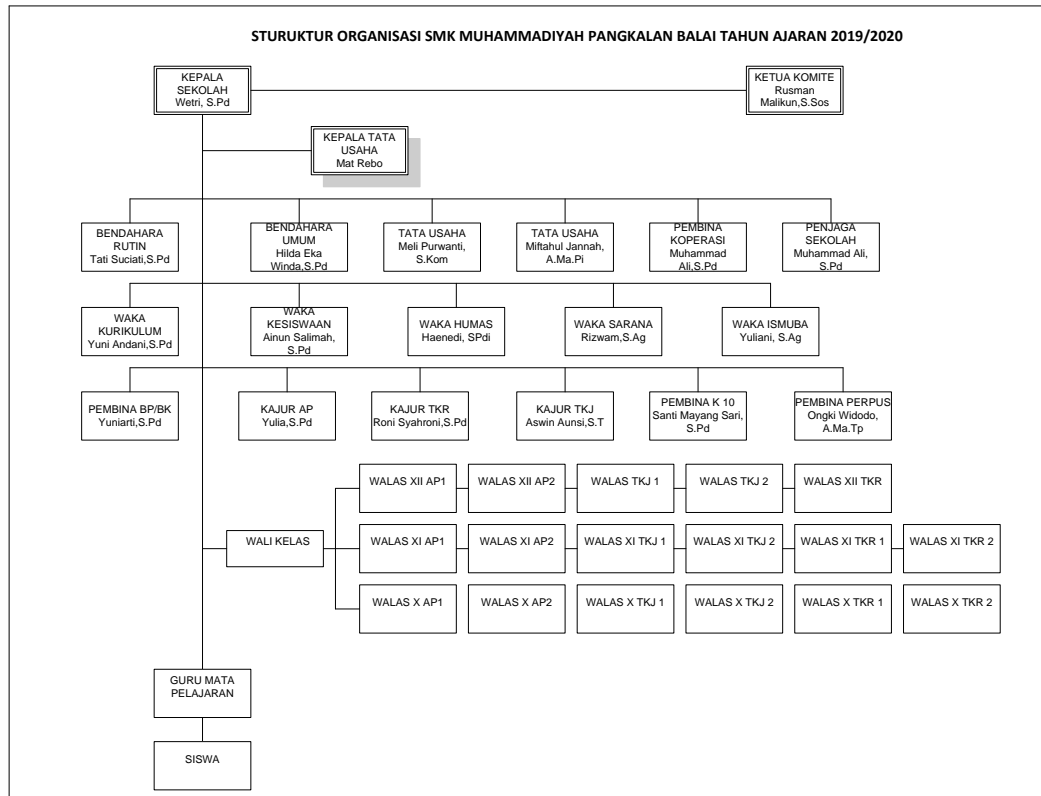 STURUKTUR ORGANISASI SMK MUHAMMADIYAH PANGKALAN BALAI TAHUN AJARAN 2019/2020
KEPALA
SEKOLAH
Wetri, S.Pd
KETUA KOMITE
Rusman
Malikun,S.Sos
KEPALA TATA
USAHA
Mat Rebo
BENDAHARA
RUTIN
Tati Suciati,S.Pd
BENDAHARA
UMUM
Hilda Eka
Winda,S.Pd
TATA USAHA
Meli Purwanti,
S.Kom
TATA USAHA
Miftahul Jannah,
A.Ma.Pi
PEMBINA
KOPERASI
Muhammad
Ali,S.Pd
PENJAGA
SEKOLAH
Muhammad Ali,
S.Pd
WAKA
KURIKULUM
Yuni Andani,S.Pd
WAKA
KESISWAAN
Ainun Salimah,
S.Pd
WAKA HUMAS
Haenedi, SPdi
WAKA SARANA
Rizwam,S.Ag
WAKA ISMUBA
Yuliani, S.Ag
PEMBINA BP/BK
Yuniarti,S.Pd
KAJUR AP
Yulia,S.Pd
KAJUR TKR
Roni Syahroni,S.Pd
KAJUR TKJ
Aswin Aunsi,S.T
PEMBINA K 10
Santi Mayang Sari,
S.Pd
PEMBINA PERPUS
Ongki Widodo,
A.Ma.Tp
WALAS XII AP1
WALAS XII AP2
WALAS TKJ 1
WALAS TKJ 2
WALAS XII TKR
WALI KELAS
WALAS XI AP1
WALAS XI AP2
WALAS XI TKJ 1
WALAS XI TKJ 2
WALAS XI TKR 1
WALAS XI TKR 2
WALAS X AP1
WALAS X AP2
WALAS X TKJ 1
WALAS X TKJ 2
WALAS X TKR 1
WALAS X TKR 2
GURU MATA
PELAJARAN
SISWA